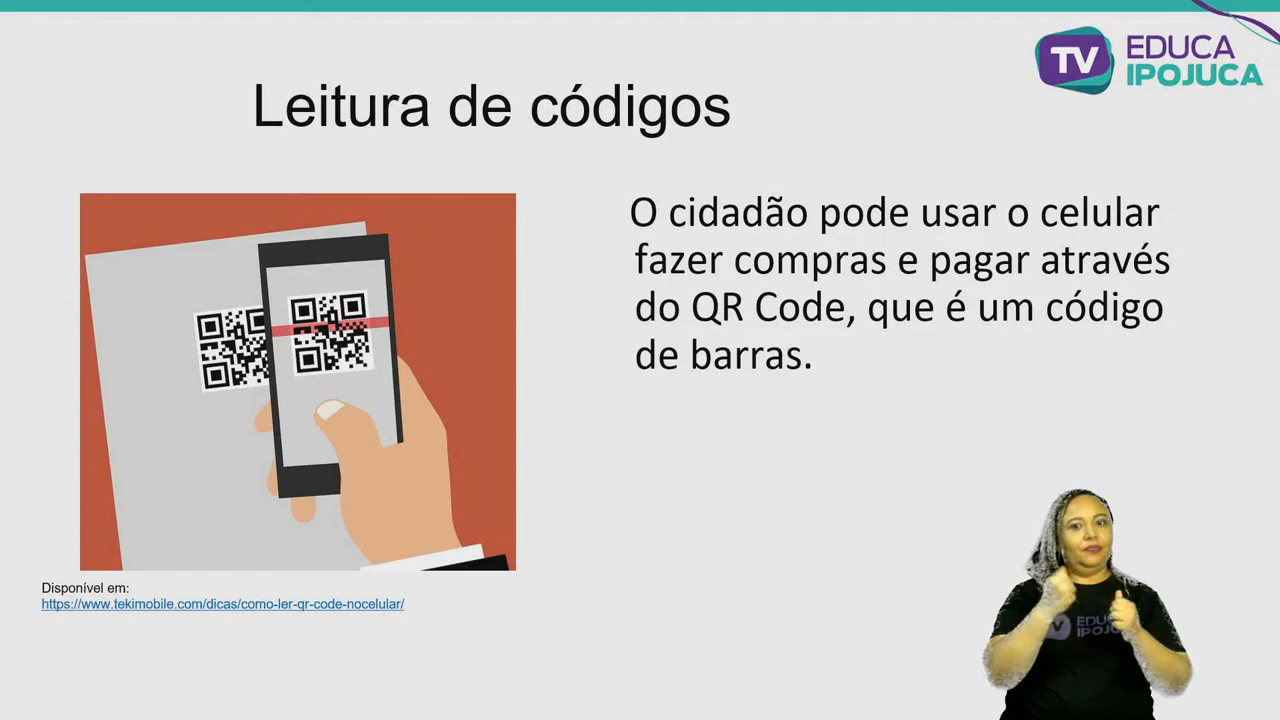 TV EDUCA
IPOJUCA
Leitura de códigos
O cidadão pode usar o celular
fazer compras e pagar através
do QR Code, que é um código
de barras.
Disponível em:
https://www.tekimobile.com/dicas/como-ler-qr-code-nocelular/